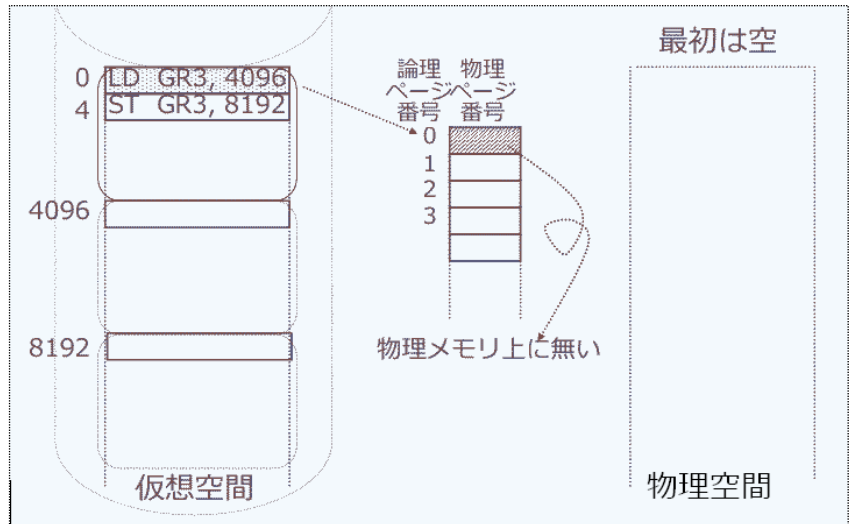 最初は空
0 LD GR3, 4096
4 ST GR3, 8192
4096
8192
仮想空間
論理 物理
ページページ
番号 番号
0
1
2
3
物理メモリ上に無い
物理空間